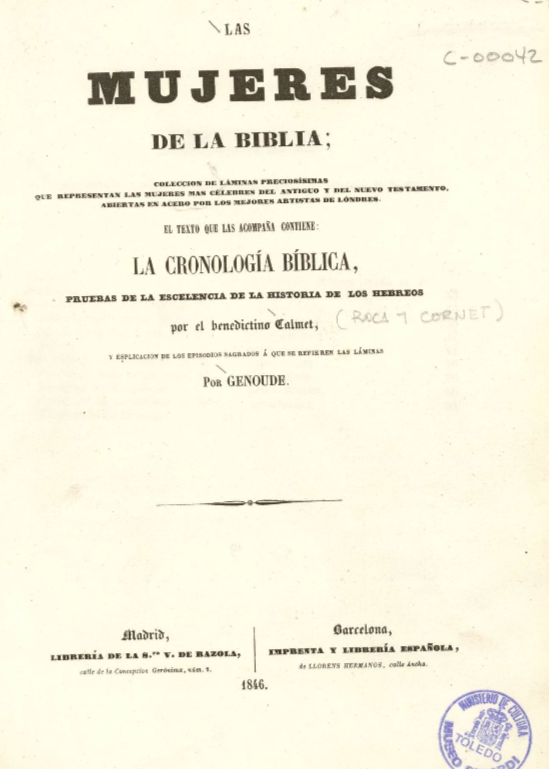 LAS
C-00042
MUJERES
DE LA BIBLIA;
COLECCION DE LÁMINAS PRECIOSÍSIMAS
QUE REPRESENTAN LAS MUJERES MAS CÉLEBRES DEL ANTIGUO Y DEL NUEVO TESTAMENTO,
ABIERTAS EN ACERO POR LOS MEJORES ARTISTAS DE LÓNDRES.
EL TEXTO QUE LAS ACOMPAÑA CONTIENE:
LA CRONOLOGÍA BÍBLICA,
PRUEBAS DE LA ESCELENCIA DE LA HISTORIA DE LOS HEBREOS
por el benedictino Calmet, (ROCA Y CORNET)
Y ESPLICACION DE LOS EPISODIOS SAGRADOS Á QUE SE REFIEREN LAS LÁMINAS
POR GENOUDE.
Madrid,
LIBRERÍA DE LA S.ra V. DE RAZOLA,
calle de la Concepcion Gerónima, núm. 1.
Barcelona,
IMPRENTA Y LIBRERÍA ESPAÑOLA,
de LLORENS HERMANOS, calle Ancha.
1846.
MINISTERIO DE CULTURA
TOLEDO
MUSEO